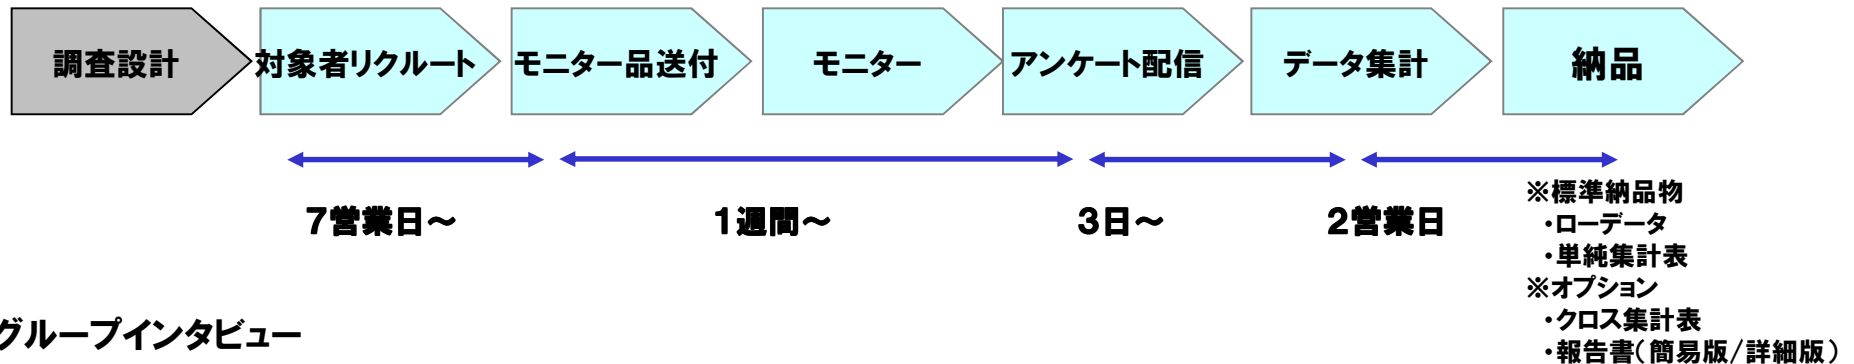 調査設計
対象者リクルート
モニター品送付
モニター
アンケート配信
データ集計
納品
7営業日～
1週間～
3日～
2営業日
※標準納品物
・ローデータ
・単純集計表
※オプション
・クロス集計表
・報告書(簡易版/詳細版)
グループインタビュー